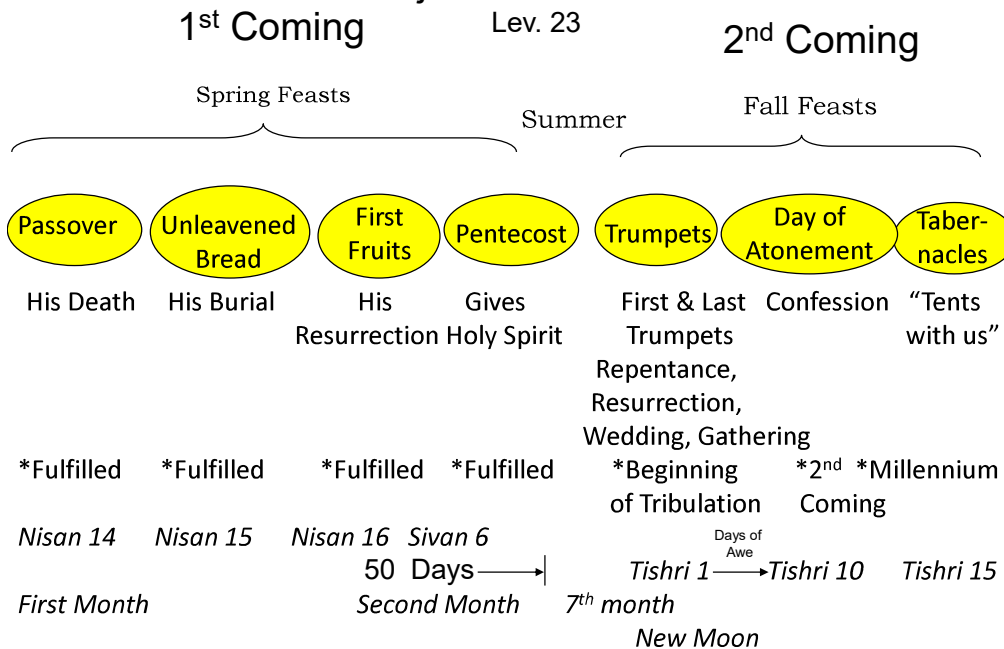 1st Coming
Lev. 23
2nd Coming
Spring Feasts
Summer
Fall Feasts
Passover
Unleavened
Bread
First
Fruits
Pentecost
Trumpets
Day of
Atonement
Taber-
nacles
His Death
His Burial
His
Resurrection
Gives
Holy Spirit
First & Last
Trumpets
Repentance,
Resurrection,
Wedding, Gathering
Confession
“Tents
with us”
*Fulfilled
*Fulfilled
*Fulfilled
*Fulfilled
*Beginning
of Tribulation
*2nd
Coming
*Millennium
Nisan 14
Nisan 15
Nisan 16
Sivan 6
50 Days
Days of
Awe
Tishri 1
Tishri 10
Tishri 15
First Month
Second Month
7th month
New Moon